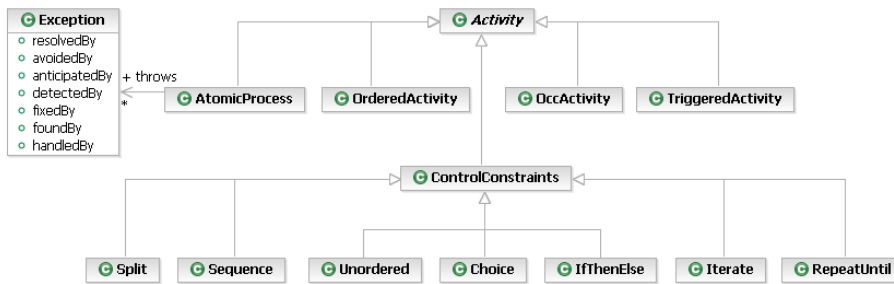 Exception
resolvedBy
avoidedBy
anticipatedBy
detectedBy
fixedBy
foundBy
handledBy
+ throws
*
Activity
AtomicProcess
OrderedActivity
OccActivity
TriggeredActivity
ControlConstraints
Split
Sequence
Unordered
Choice
IfThenElse
Iterate
RepeatUntil